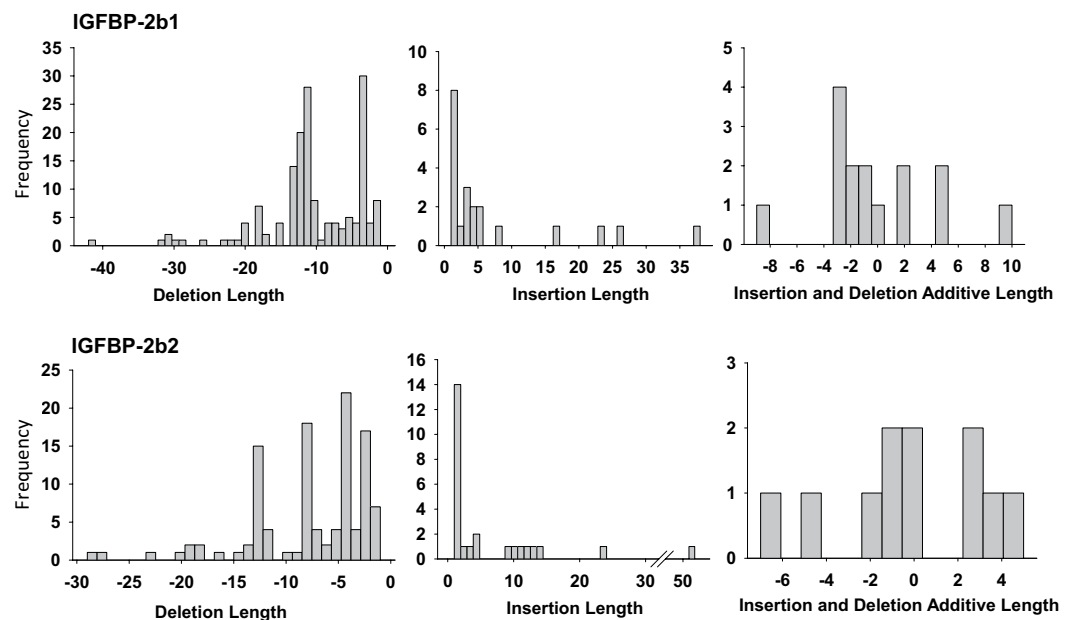 IGFBP-2b1
Frequency
35
30
25
20
15
10
5
0
-40 -30 -20 -10 0
Deletion Length
10
8
6
4
2
0
0 5 10 15 20 25 30 35
Insertion Length
5
4
3
2
1
0
-8 -6 -4 -2 0 2 4 6 8 10
Insertion and Deletion Additive Length
IGFBP-2b2
Frequency
25
20
15
10
5
0
-30 -25 -20 -15 -10 -5 0
Deletion Length
16
14
12
10
8
6
4
2
0
0 10 20 30 50
Insertion Length
3
2
1
0
-6 -4 -2 0 2 4
Insertion and Deletion Additive Length